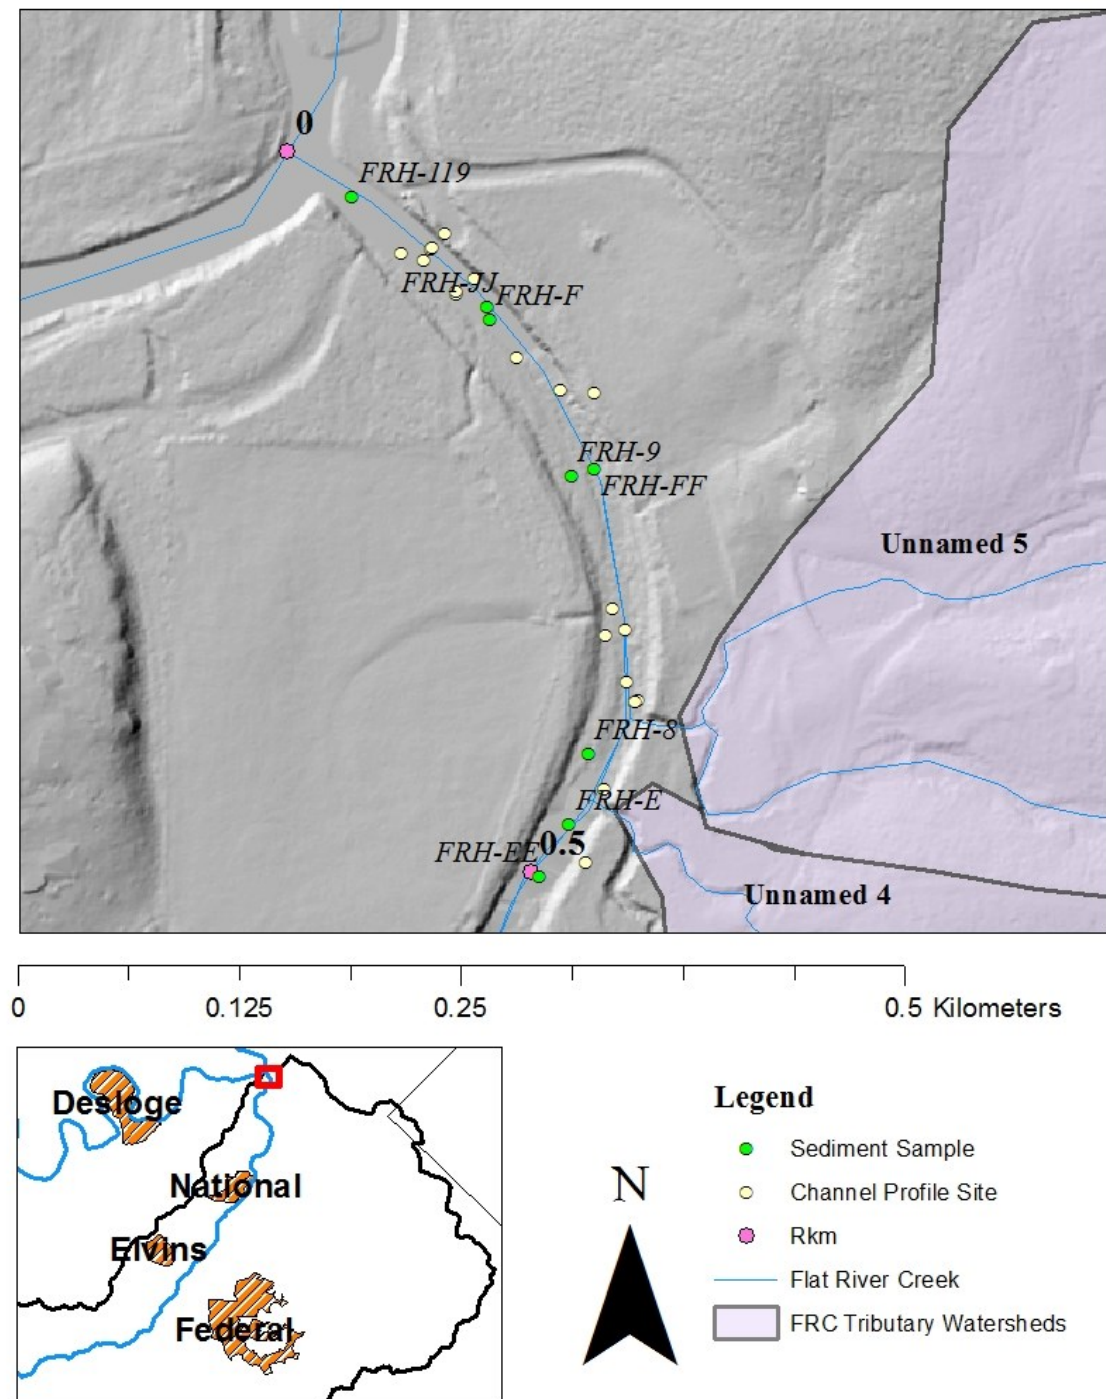 0
FRH-119
FRH-JJ
FRH-F
FRH-9
FRH-FF
Unnamed 5
FRH-8
FRH-E
FRH-EE
0.5
Unnamed 4
0 0.125 0.25 0.5 Kilometers
Desloge
National
Elvins
Federal
N
Legend
Sediment Sample
Channel Profile Site
Rkm
Flat River Creek
FRC Tributary Watersheds